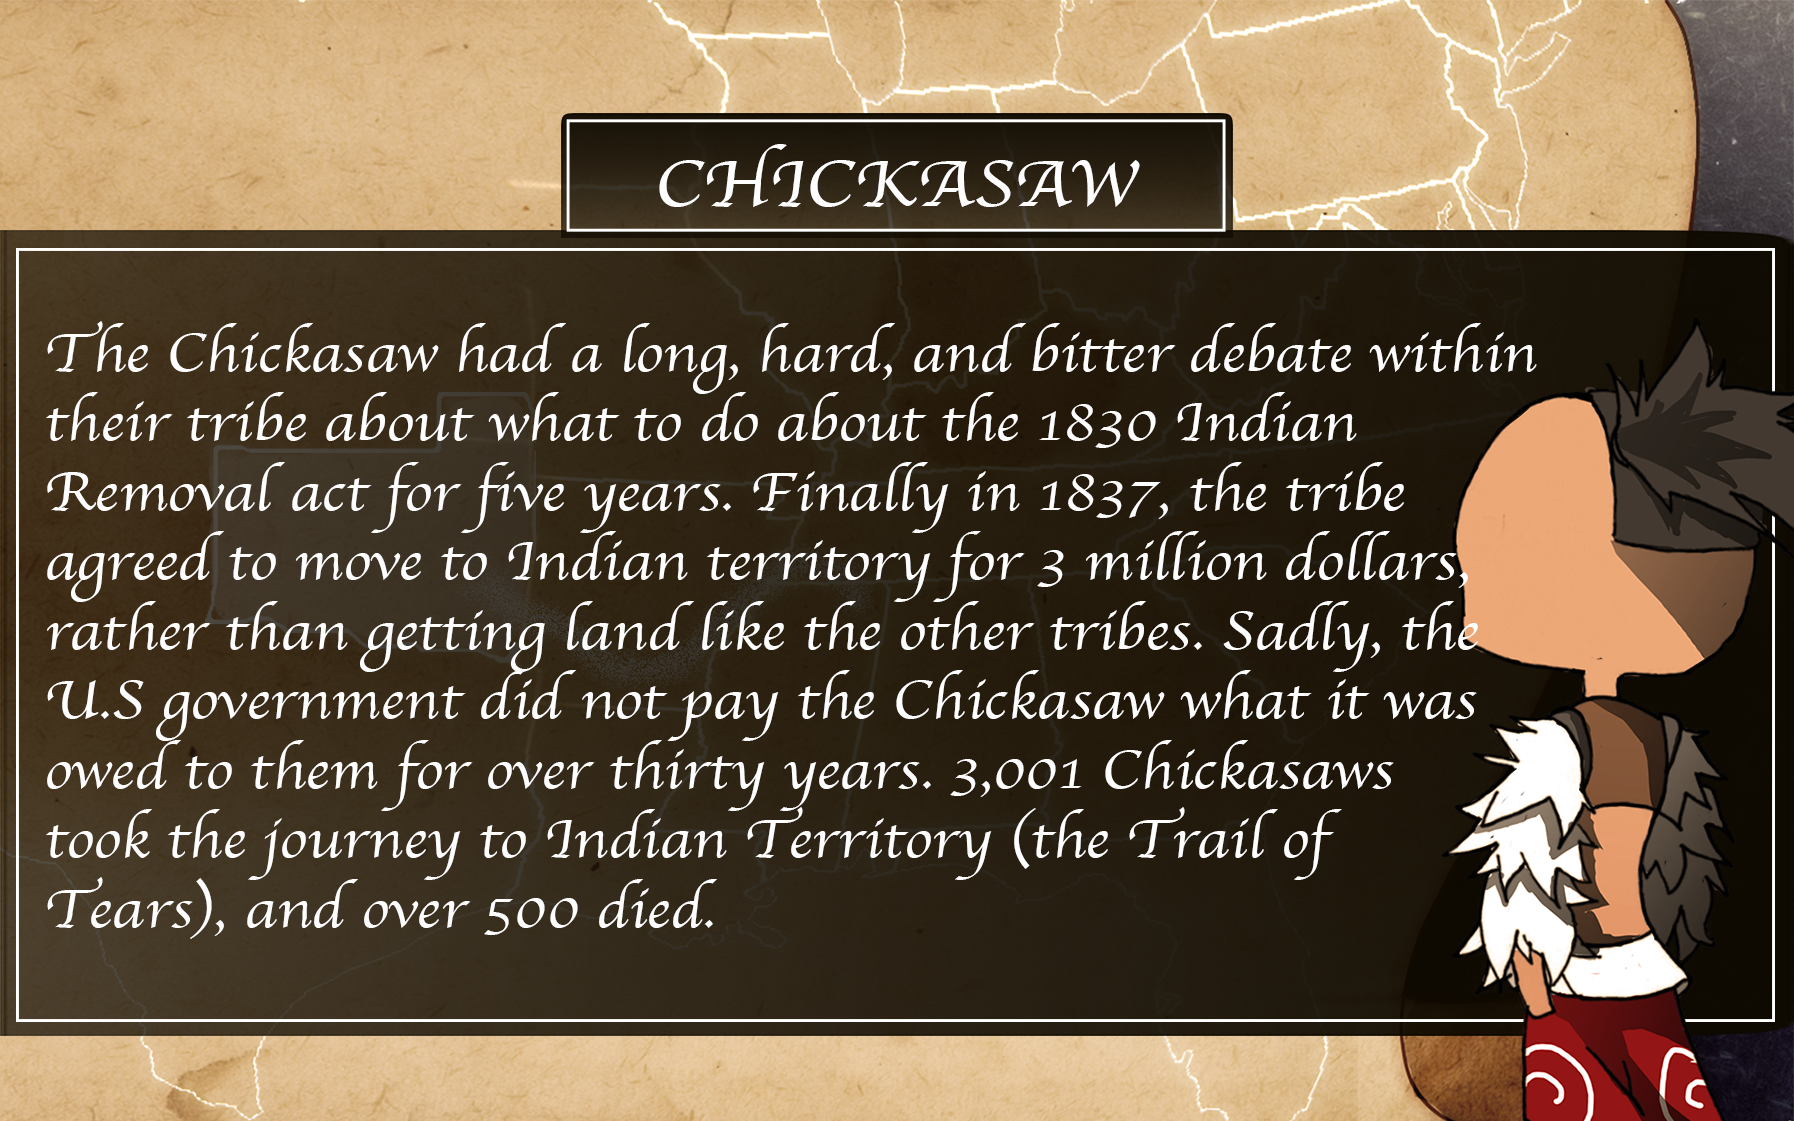 CHICKASAW
The Chickasaw had a long, hard, and bitter debate within
their tribe about what to do about the 1830 Indian
Removal act for five years. Finally in 1837, the tribe
agreed to move to Indian territory for 3 million dollars,
rather than getting land like the other tribes. Sadly, the
U.S government did not pay the Chickasaw what it was
owed to them for over thirty years. 3,001 Chickasaws
took the journey to Indian Territory (the Trail of
Tears), and over 500 died.